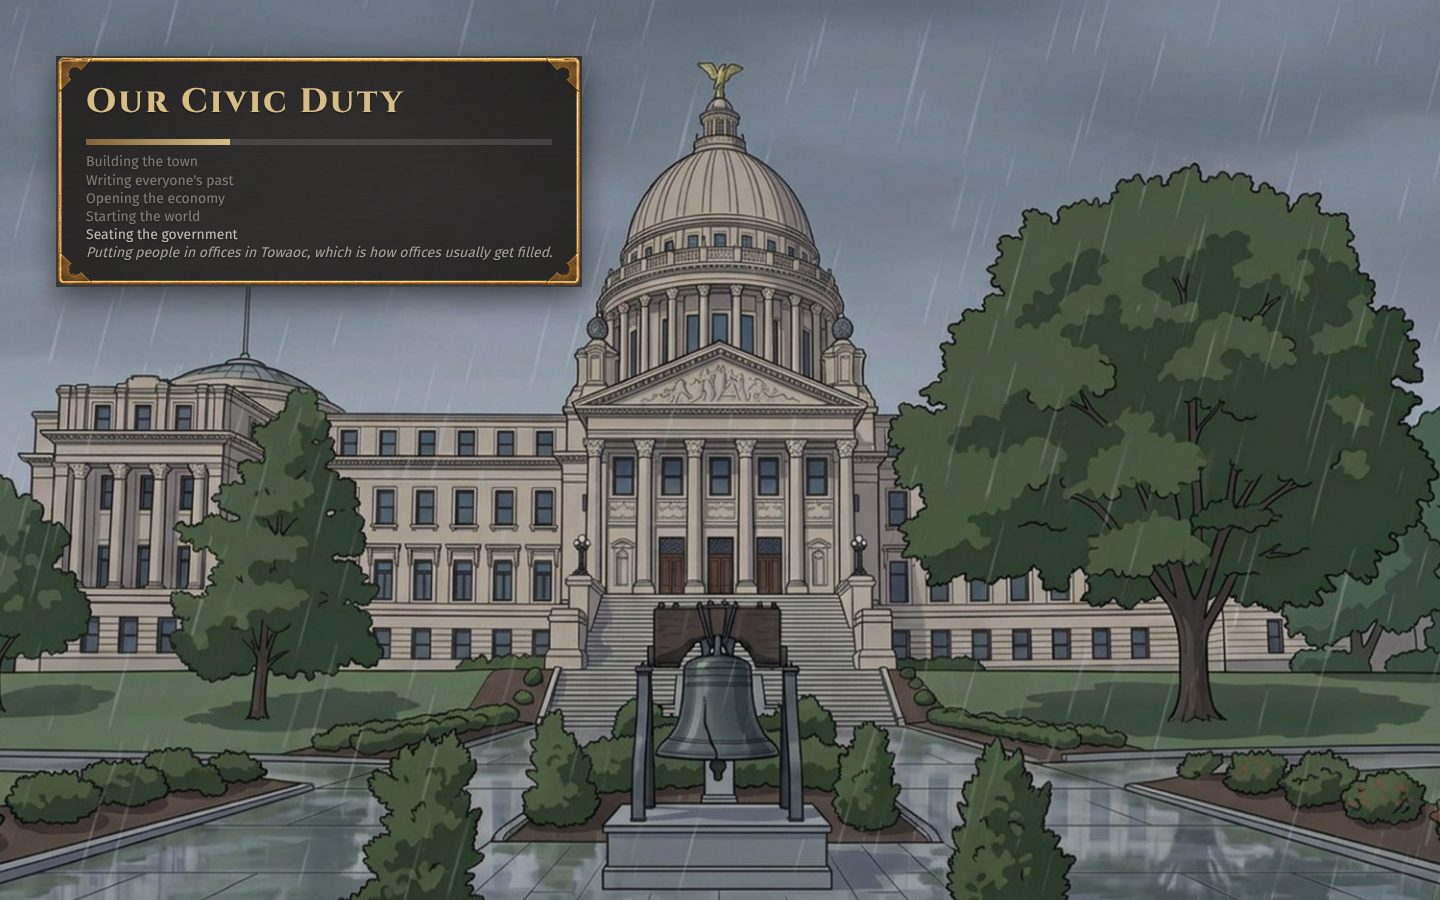 Our Civic Duty
Building the town
Writing everyone's past
Opening the economy
Starting the world
Seating the government
Putting people in offices in Towaoc, which is how offices usually get filled.